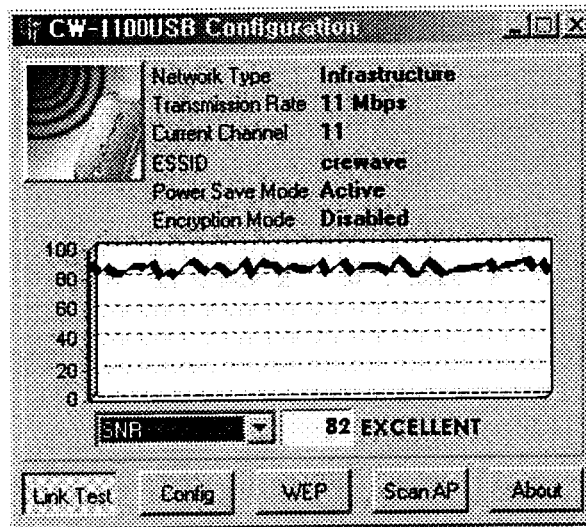 CW-1100USB Configuration
Network Type Infrastructure
Transmission Rate 11 Mbps
Current Channel 11
ESSID crewave
Power Save Mode Active
Encryption Mode Disabled
100
80
60
40
20
0
SNR 82 EXCELLENT
Link Test Config WEP Scan AP About